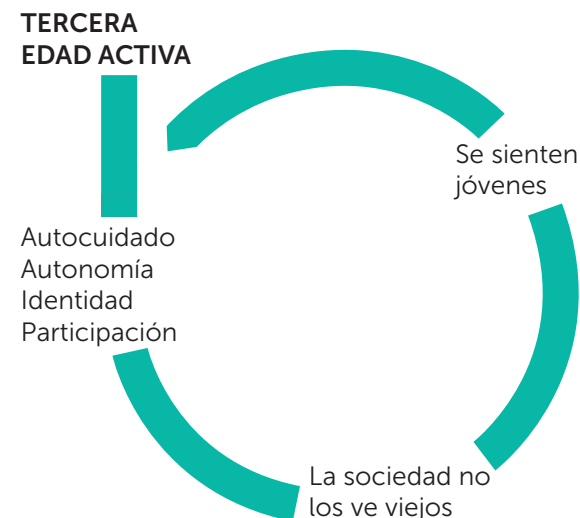 TERCERA
EDAD ACTIVA
Se sienten
jóvenes
Autocuidado
Autonomía
Identidad
Participación
La sociedad no
los ve viejos